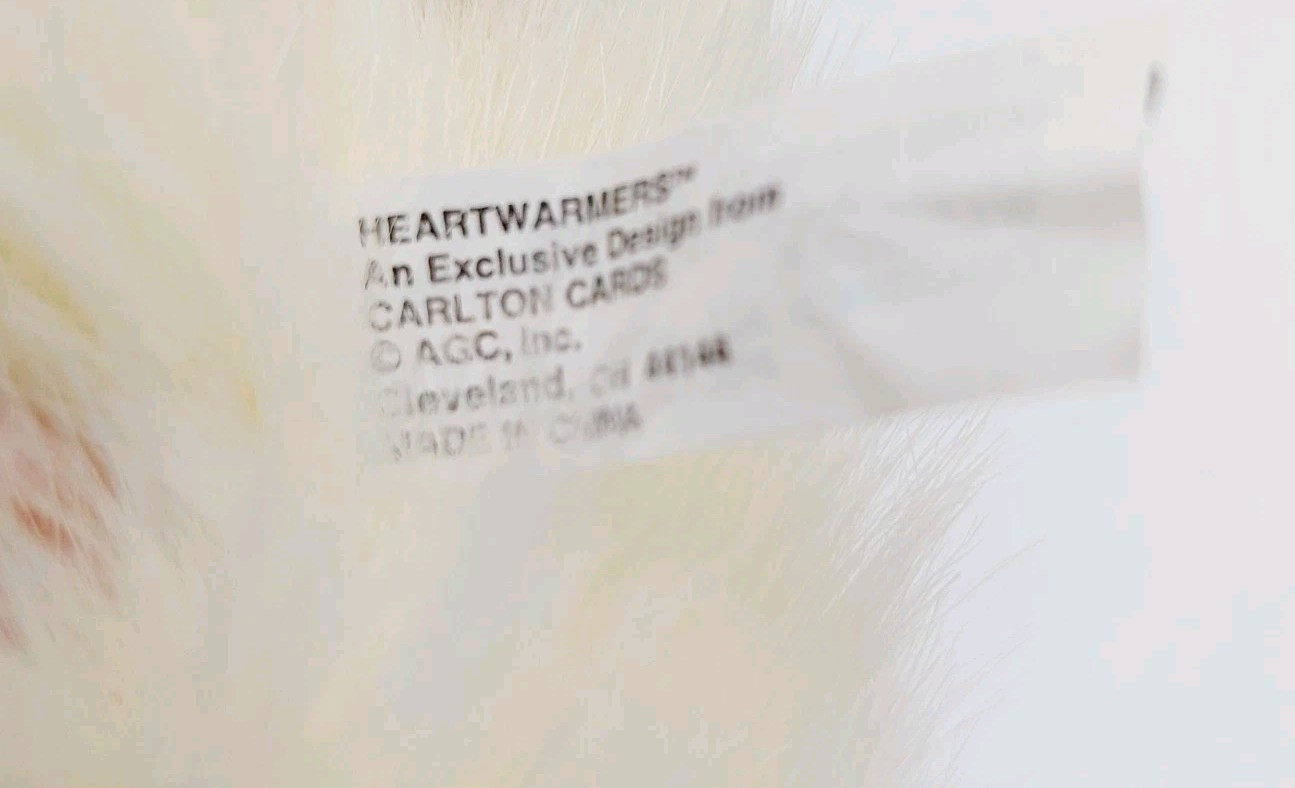 HEARTWARMERS™
An Exclusive Design from
CARLTON CARDS
© AGC, Inc.
Cleveland, OH
MADE IN CHINA